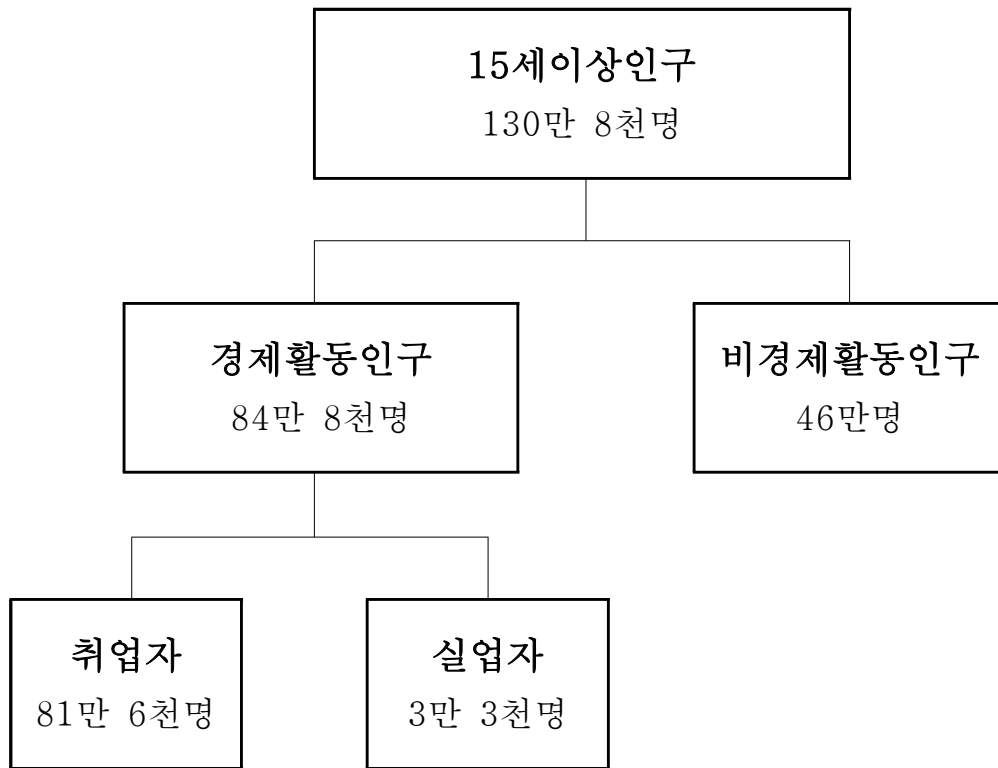 15세이상인구
130만 8천명
경제활동인구
84만 8천명
비경제활동인구
46만명
취업자
81만 6천명
실업자
3만 3천명